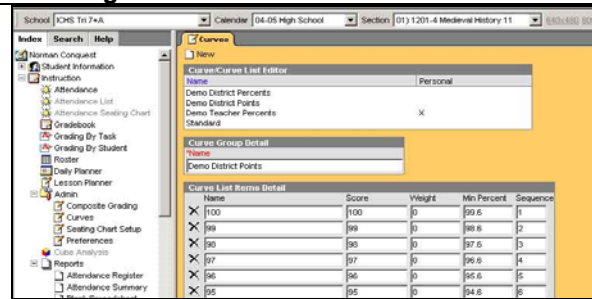 School ICHS Tri 7+A Calendar 04-05 High School Section 01) 1201-4 Medieval History 11 640x480
Index Search Help
Norman Conquest
Student Information
Instruction
Attendance
Attendance List
Attendance Seating Chart
Gradebook
Grading By Task
Grading By Student
Roster
Daily Planner
Lesson Planner
Admin
Composite Grading
Curves
Seating Chart Setup
Preferences
Cube Analysis
Reports
Attendance Register
Attendance Summary
Blank Spreadsheet
Curves
New
Curve/Curve List Editor
Name Personal
Demo District Percents
Demo District Points
Demo Teacher Percents X
Standard
Curve Group Detail
*Name
Demo District Points
Curve List Items Detail
Name Score Weight Min Percent Sequence
X 100 100 0 99.6 1
X 99 99 0 98.6 2
X 98 98 0 97.6 3
X 97 97 0 96.6 4
X 96 96 0 95.6 5
X 95 95 0 94.6 6